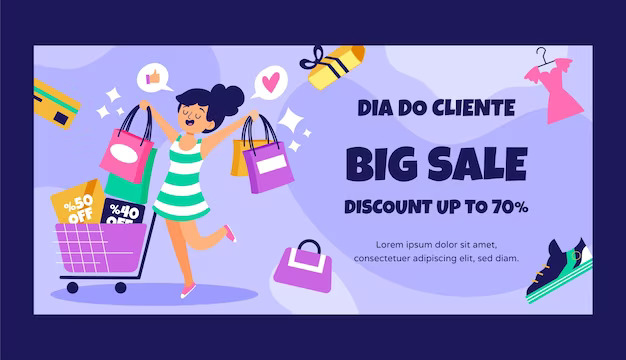 DIA DO CLIENTE
BIG SALE
DISCOUNT UP TO 70%
Lorem ipsum dolor sit amet,
consectetuer adipiscing elit, sed diam.
%50
OFF
%40
OFF